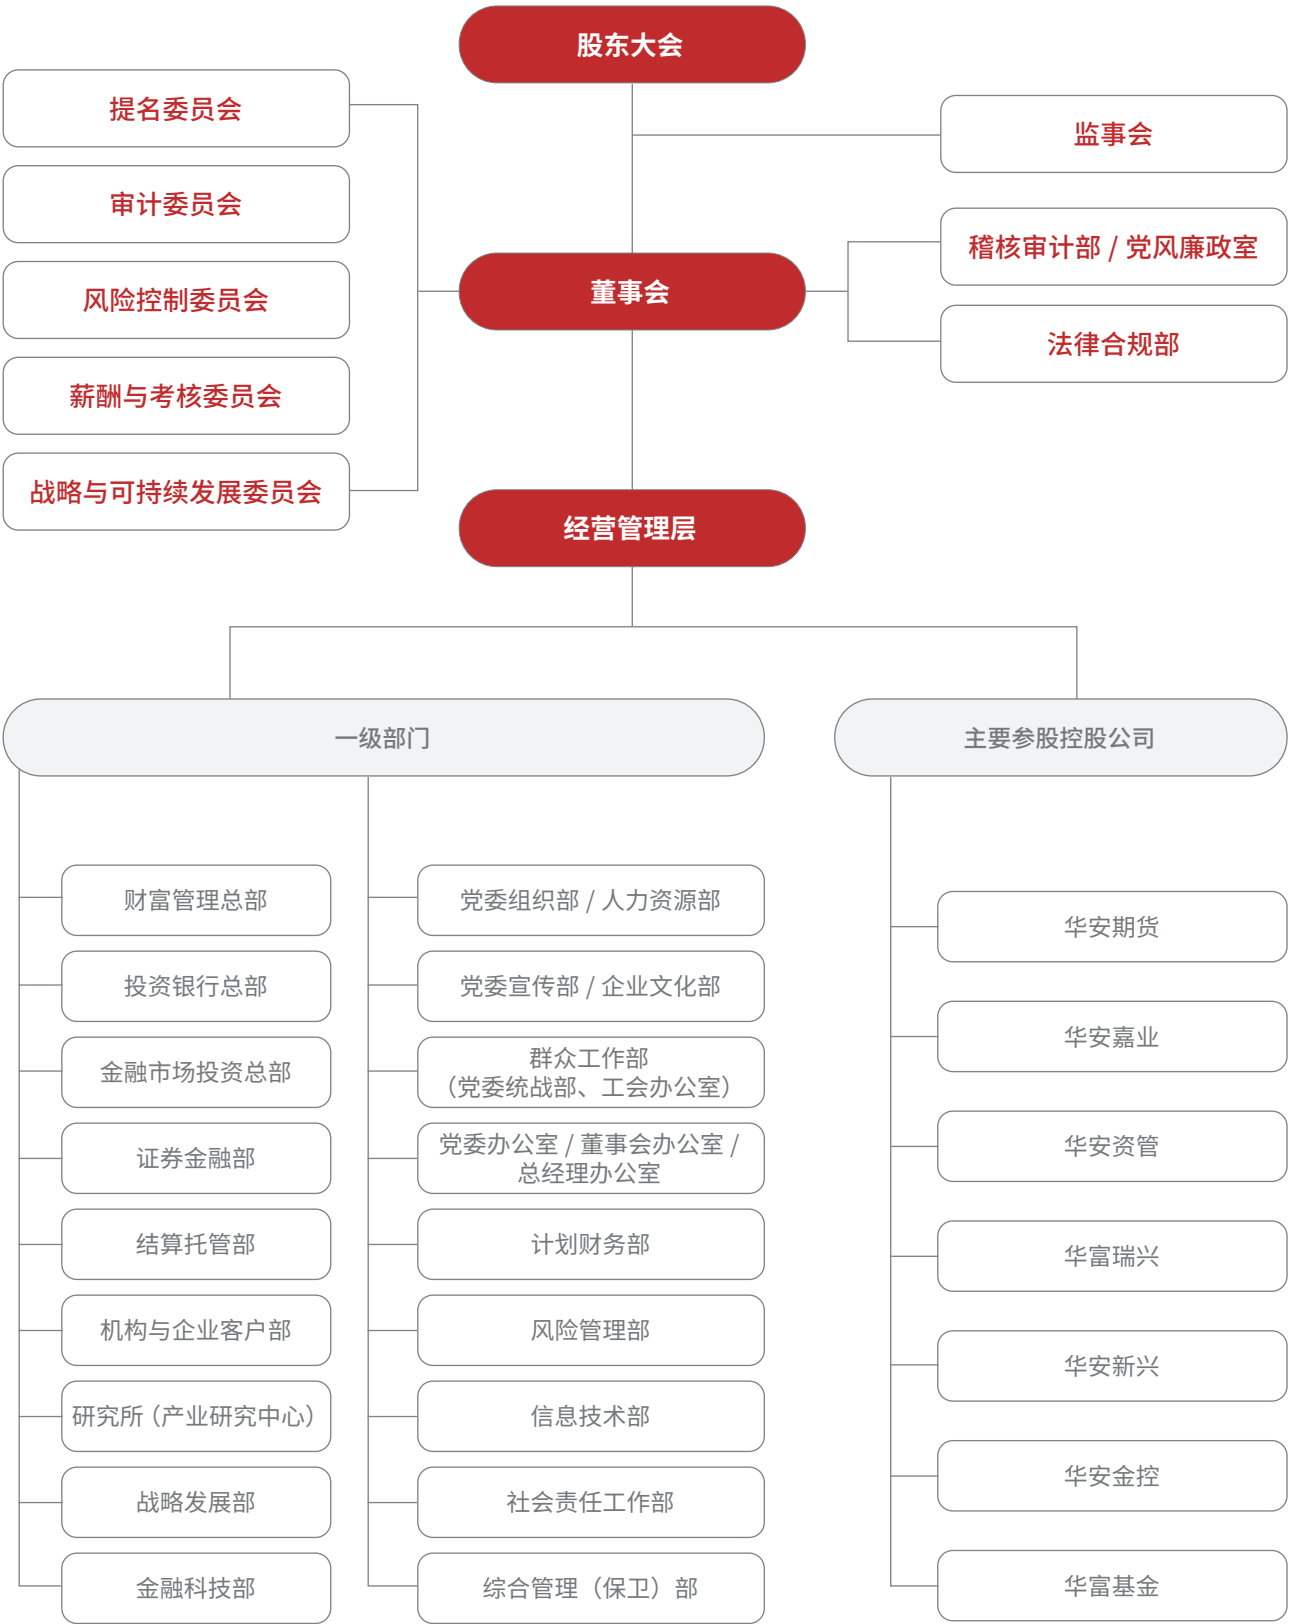 股东大会
提名委员会
审计委员会
风险控制委员会
薪酬与考核委员会
战略与可持续发展委员会
监事会
董事会
稽核审计部 / 党风廉政室
法律合规部
经营管理层
一级部门
财富管理总部
投资银行总部
金融市场投资总部
证券金融部
结算托管部
机构与企业客户部
研究所（产业研究中心）
战略发展部
金融科技部
党委组织部 / 人力资源部
党委宣传部 / 企业文化部
群众工作部
（党委统战部、工会办公室）
党委办公室 / 董事会办公室 /
总经理办公室
计划财务部
风险管理部
信息技术部
社会责任工作部
综合管理（保卫）部
主要参股控股公司
华安期货
华安嘉业
华安资管
华富瑞兴
华安新兴
华安金控
华富基金